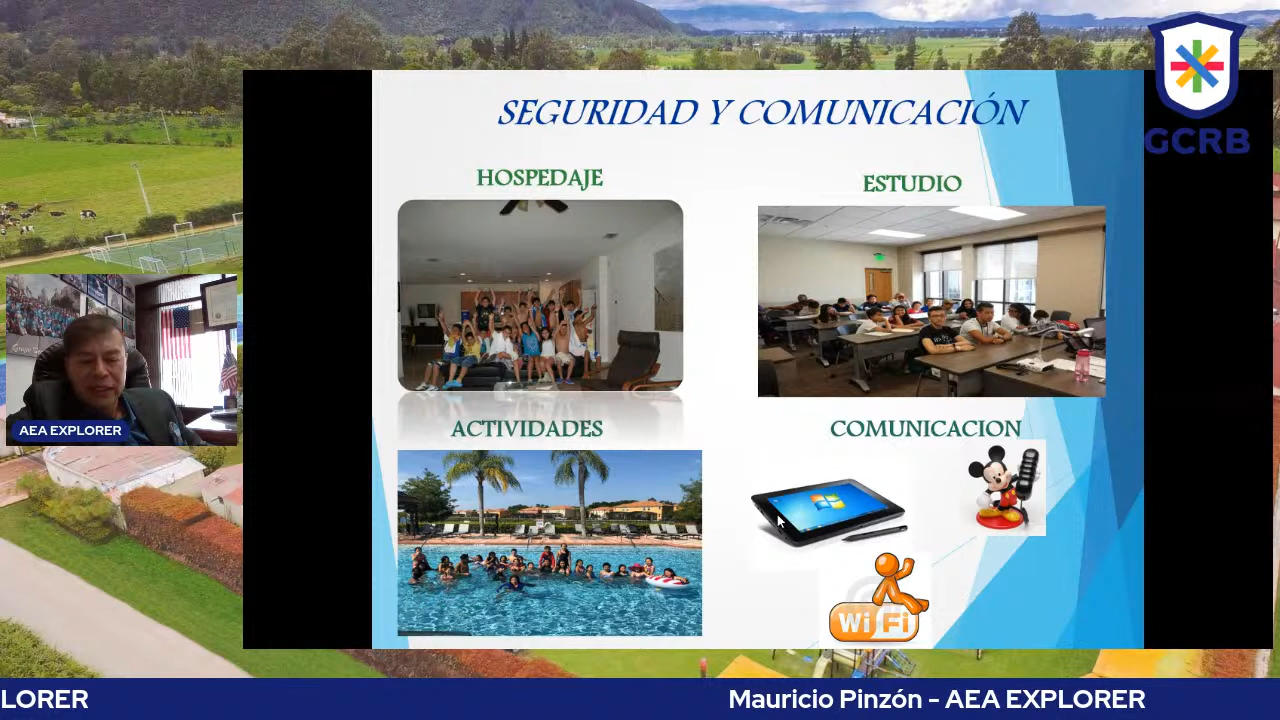 SEGURIDAD Y COMUNICACIÓN
GCRB
HOSPEDAJE
ESTUDIO
ACTIVIDADES
COMUNICACION
AEA EXPLORER
Wi Fi
LORER
Mauricio Pinzón - AEA EXPLORER